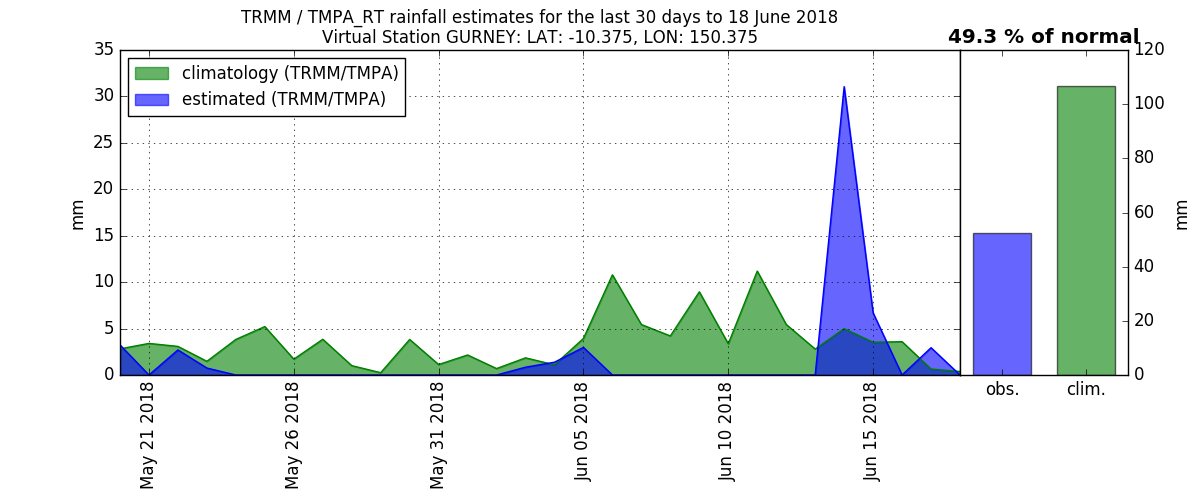 TRMM / TMPA_RT rainfall estimates for the last 30 days to 18 June 2018
Virtual Station GURNEY: LAT: -10.375, LON: 150.375
49.3 % of normal
climatology (TRMM/TMPA)
estimated (TRMM/TMPA)
35
30
25
20
15
10
5
0
mm
May 21 2018
May 26 2018
May 31 2018
Jun 05 2018
Jun 10 2018
Jun 15 2018
120
100
80
60
40
20
0
mm
obs.
clim.